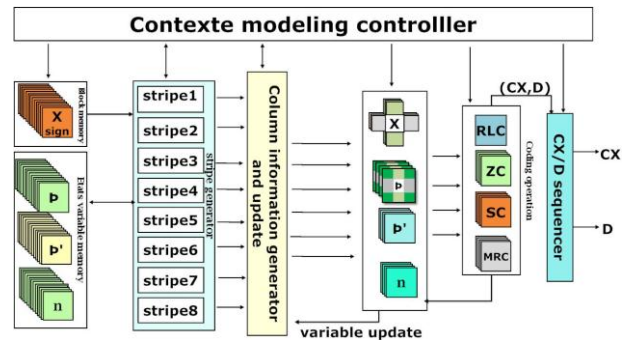 Contexte modeling controlller
X
sign
Block memory
Þ
Þ'
n
Etats variable memory
stripe1
stripe2
stripe3
stripe4
stripe5
stripe6
stripe7
stripe8
stripe generator
Column information generator
and update
X
Þ
Þ'
n
variable update
(CX,D)
RLC
ZC
SC
MRC
Coding operation
CX/D sequencer
CX
D